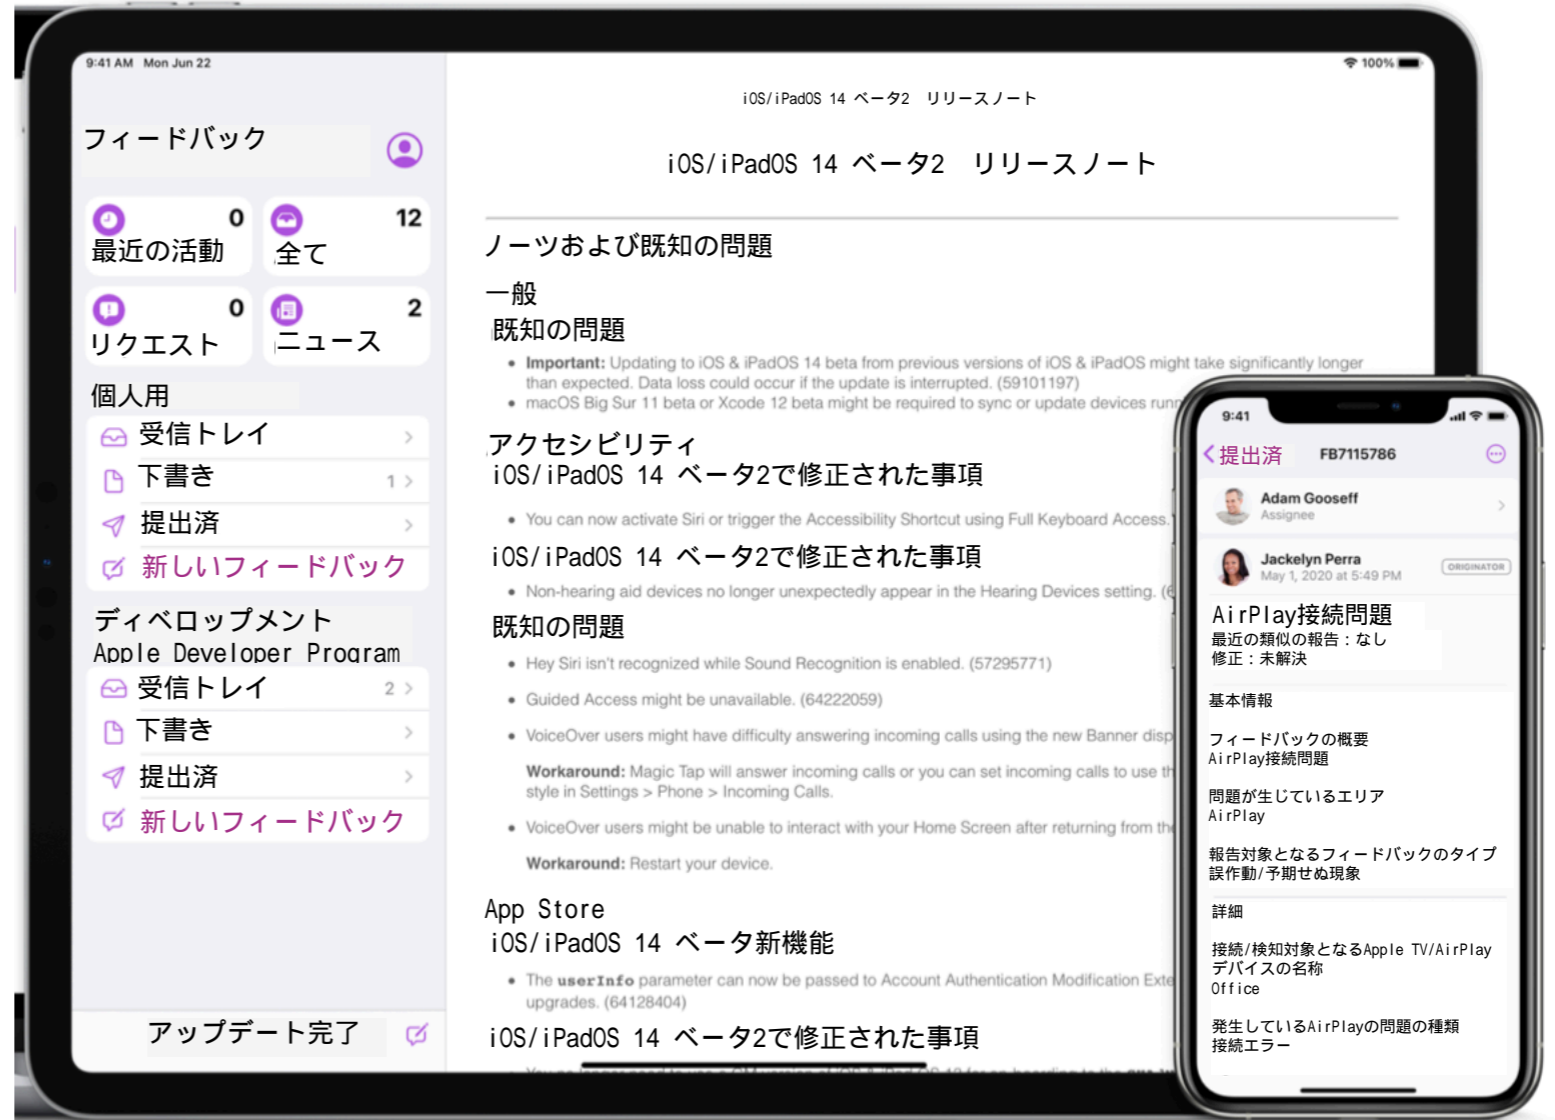 9:41 AM Mon Jun 22
100%
フィードバック
0
最近の活動
12
全て
0
リクエスト
2
ニュース
個人用
受信トレイ
下書き
1
提出済
新しいフィードバック
ディベロップメント
Apple Developer Program
受信トレイ
2
下書き
提出済
新しいフィードバック
アップデート完了
iOS/iPadOS 14 ベータ2 リリースノート
iOS/iPadOS 14 ベータ2 リリースノート
ノーツおよび既知の問題
一般
既知の問題
• Important: Updating to iOS & iPadOS 14 beta from previous versions of iOS & iPadOS might take significantly longer
than expected. Data loss could occur if the update is interrupted. (59101197)
• macOS Big Sur 11 beta or Xcode 12 beta might be required to sync or update devices
アクセシビリティ
iOS/iPadOS 14 ベータ2で修正された事項
• You can now activate Siri or trigger the Accessibility Shortcut using Full Keyboard Access.
iOS/iPadOS 14 ベータ2で修正された事項
• Non-hearing aid devices no longer unexpectedly appear in the Hearing Devices setting.
既知の問題
• Hey Siri isn't recognized while Sound Recognition is enabled. (57295771)
• Guided Access might be unavailable. (64222059)
• VoiceOver users might have difficulty answering incoming calls using the new Banner
Workaround: Magic Tap will answer incoming calls or you can set incoming calls to use
style in Settings > Phone > Incoming Calls.
• VoiceOver users might be unable to interact with your Home Screen after returning from
Workaround: Restart your device.
App Store
iOS/iPadOS 14 ベータ新機能
• The userInfo parameter can now be passed to Account Authentication Modification
upgrades. (64128404)
iOS/iPadOS 14 ベータ2で修正された事項
9:41
提出済
FB7115786
Adam Gooseff
Assignee
Jackelyn Perra
May 1, 2020 at 5:49 PM
ORIGINATOR
AirPlay接続問題
最近の類似の報告：なし
修正：未解決
基本情報
フィードバックの概要
AirPlay接続問題
問題が生じているエリア
AirPlay
報告対象となるフィードバックのタイプ
誤作動/予期せぬ現象
詳細
接続/検知対象となるApple TV/AirPlay
デバイスの名称
Office
発生しているAirPlayの問題の種類
接続エラー